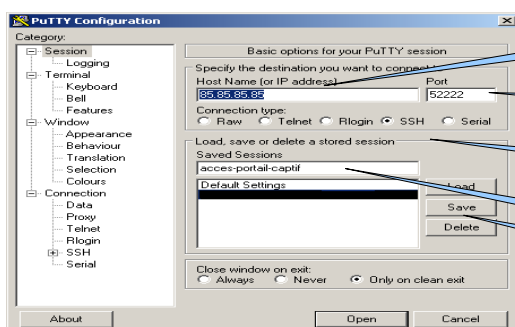 PuTTY Configuration
Category:
Session
Logging
Terminal
Keyboard
Bell
Features
Window
Appearance
Behaviour
Translation
Selection
Colours
Connection
Data
Proxy
Telnet
Rlogin
SSH
Serial
Basic options for your PuTTY session
Specify the destination you want to connect
Host Name (or IP address) Port
85.85.85.85 52222
Connection type:
Raw Telnet Rlogin SSH Serial
Load, save or delete a stored session
Saved Sessions
acces-portail-captif
Default Settings
Load
Save
Delete
Close window on exit:
Always Never Only on clean exit
About Open Cancel